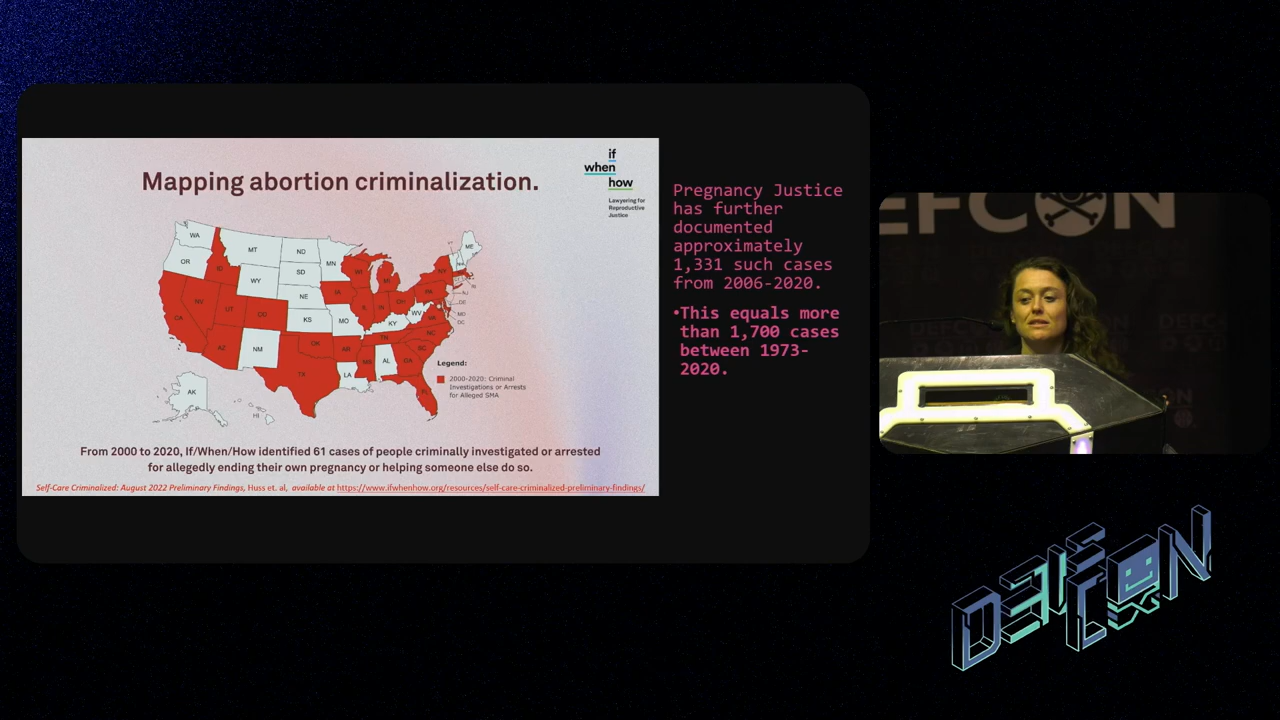 Mapping abortion criminalization.
if
when
how
Lawyering for
Reproductive
Justice
WA
MT
ND
MN
ME
OR
ID
SD
WI
MI
NY
WY
IA
PA
NE
NV
UT
CO
IL
IN
OH
NJ
DE
MD
DC
CA
KS
MO
KY
WV
VA
AZ
NM
OK
AR
TN
NC
SC
TX
LA
MS
AL
GA
FL
AK
HI
Legend:
2000-2020: Criminal
Investigations or Arrests
for Alleged SMA
From 2000 to 2020, If/When/How identified 61 cases of people criminally investigated or arrested
for allegedly ending their own pregnancy or helping someone else do so.
Self-Care Criminalized: August 2022 Preliminary Findings, Huss et. al, available at https://www.ifwhenhow.org/resources/self-care-criminalized-preliminary-findings/
Pregnancy Justice
has further
documented
approximately
1,331 such cases
from 2006-2020.
•This equals more
than 1,700 cases
between 1973-
2020.
EFCON
DEFCON
DEF
CON